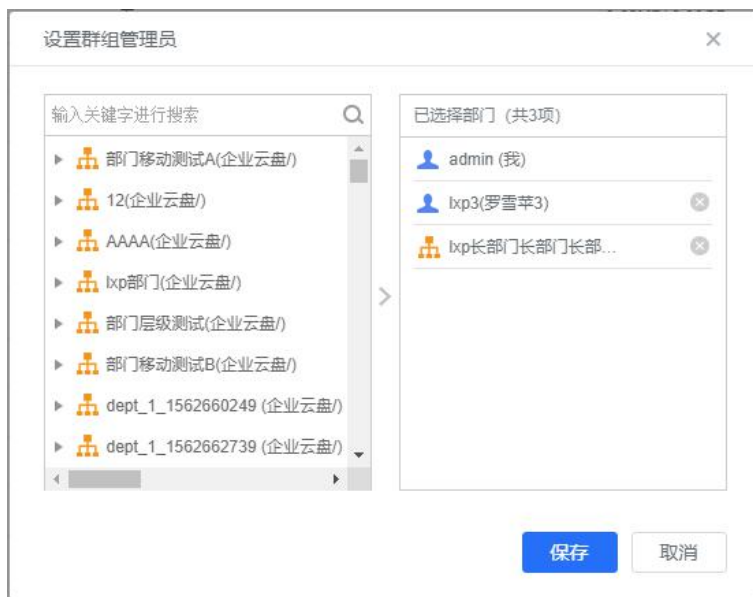 设置群组管理员
输入关键字进行搜索
部门移动测试A(企业云盘/)
12(企业云盘/)
AAAA(企业云盘/)
lxp部门(企业云盘/)
部门层级测试(企业云盘/)
部门移动测试B(企业云盘/)
dept_1_1562660249 (企业云盘/)
dept_1_1562662739 (企业云盘/)
已选择部门 (共3项)
admin (我)
lxp3(罗雪苹3)
lxp长部门长部门长部...
保存
取消